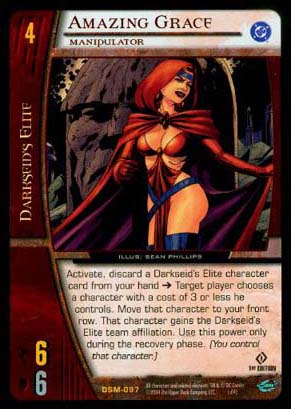 4
AMAZING GRACE
MANIPULATOR
DARKSEID'S ELITE
ILLUS: SEAN PHILLIPS
Activate, discard a Darkseid's Elite character
card from your hand → Target player chooses
a character with a cost of 3 or less he
controls. Move that character to your front
row. That character gains the Darkseid's
Elite team affiliation. Use this power only
during the recovery phase. (You control
that character.)
6
6
1ST EDITION
DSM-097